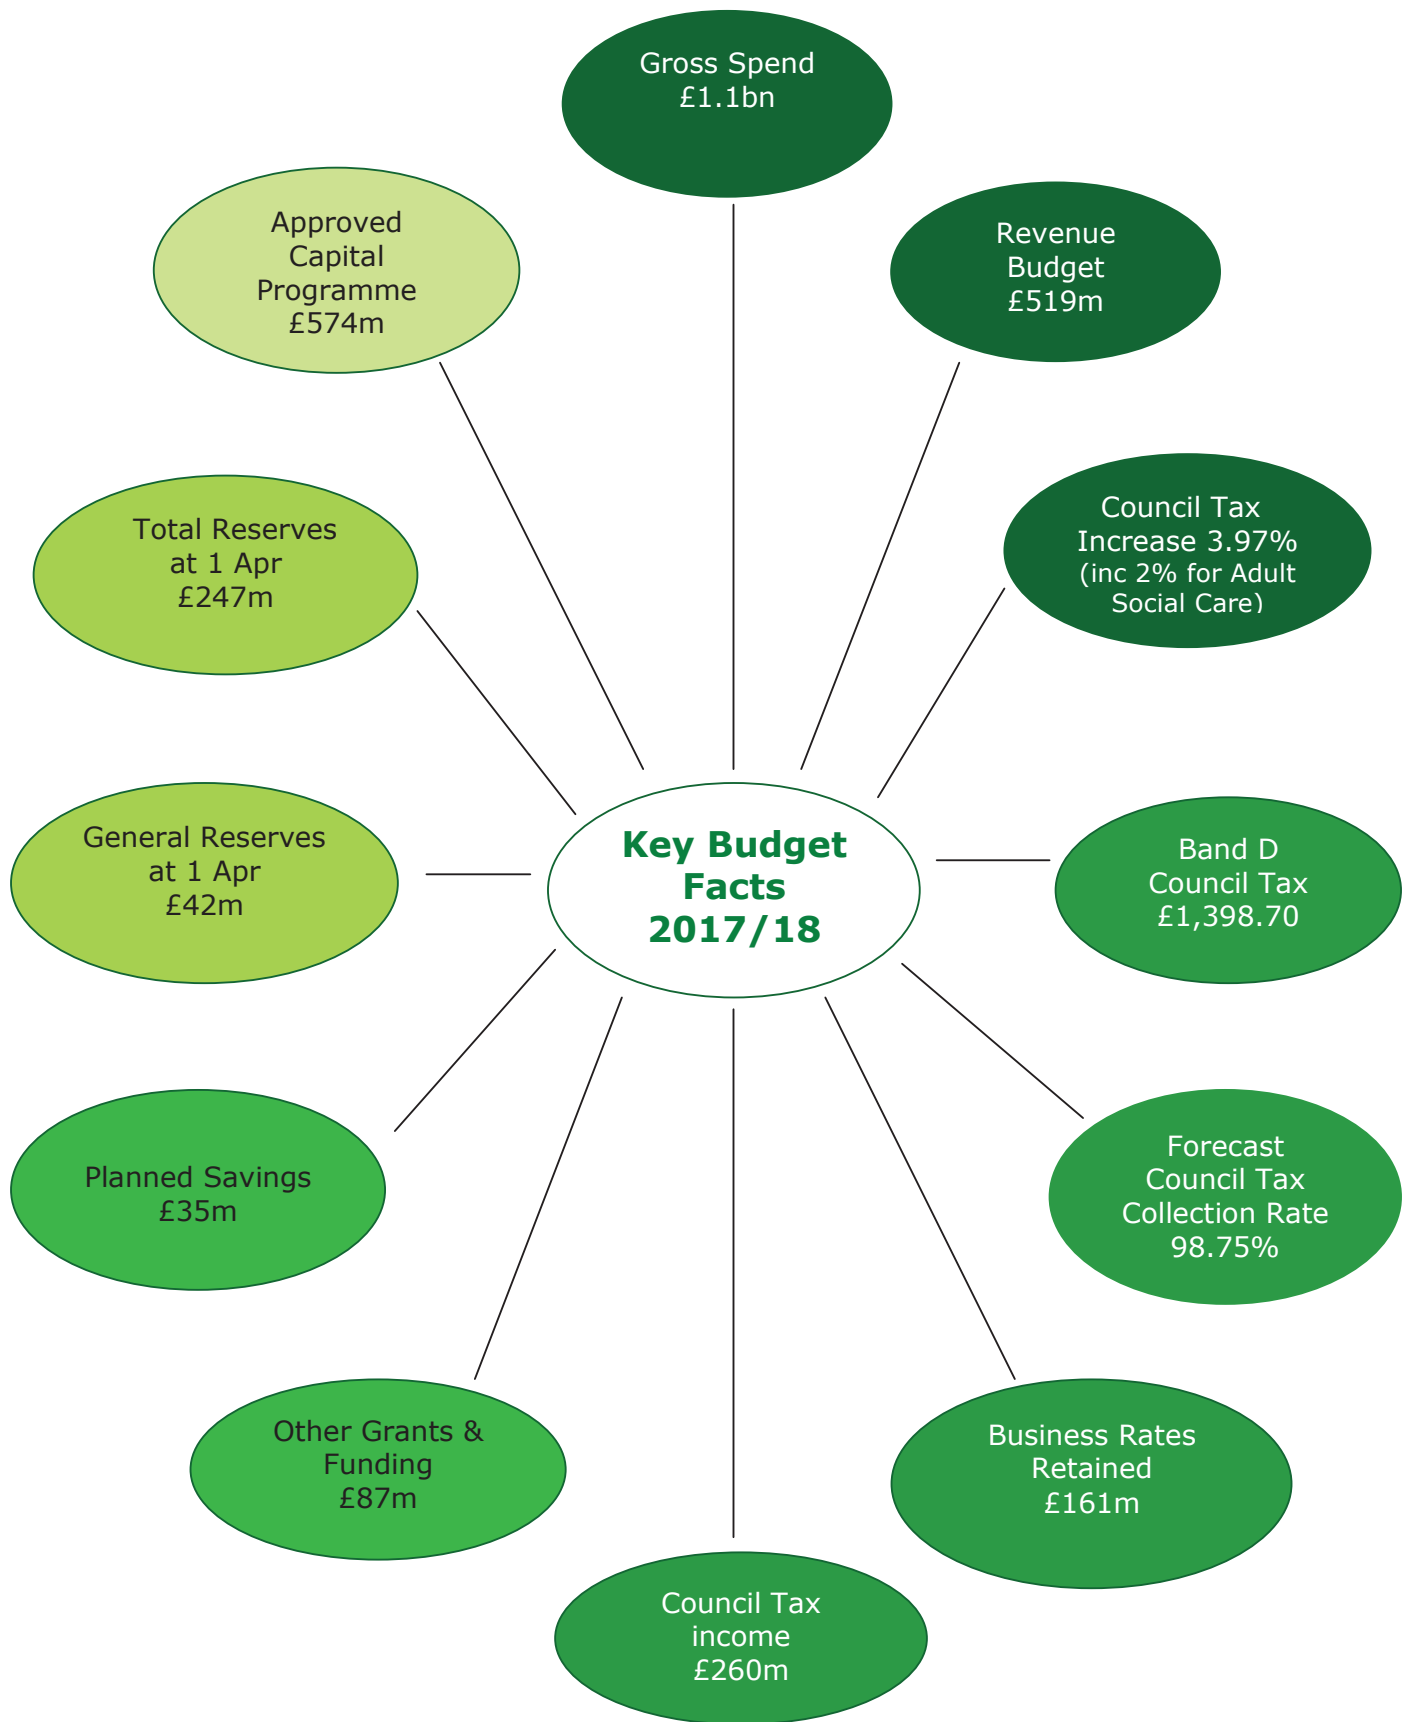 Gross Spend
£1.1bn
Revenue
Budget
£519m
Council Tax
Increase 3.97%
(inc 2% for Adult
Social Care)
Band D
Council Tax
£1,398.70
Forecast
Council Tax
Collection Rate
98.75%
Business Rates
Retained
£161m
Council Tax
income
£260m
Other Grants &
Funding
£87m
Planned Savings
£35m
General Reserves
at 1 Apr
£42m
Total Reserves
at 1 Apr
£247m
Approved
Capital
Programme
£574m
Key Budget
Facts
2017/18